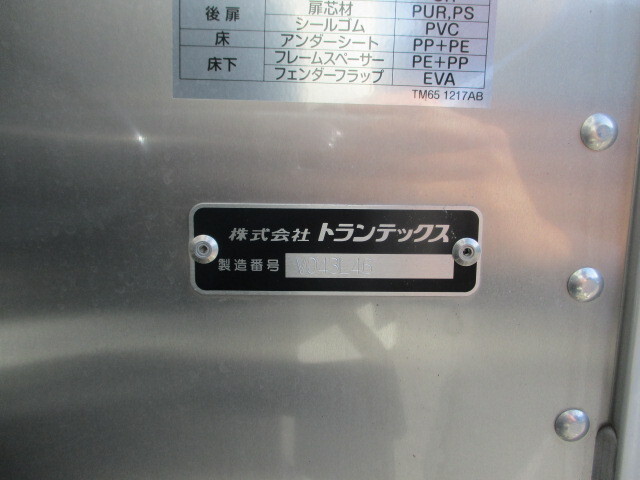 後扉 扉芯材 PUR,PS
シールゴム PVC
床 アンダーシート PP+PE
床下 フレームスペーサー PE+PP
フェンダーフラップ EVA
TM65 1217AB
株式会社 トランテックス
製造番号